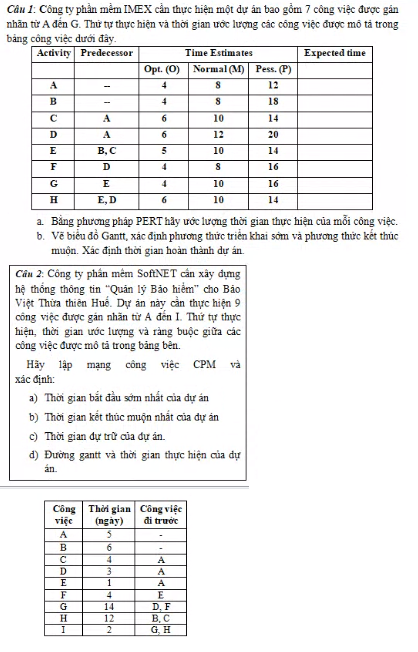 Câu 1: Công ty phần mềm IMEX cần thực hiện một dự án bao gồm 7 công việc được gán
nhãn từ A đến G. Thứ tự thực hiện và thời gian ước lượng các công việc được mô tả trong
bảng công việc dưới đây.
Activity Predecessor Time Estimates Expected time
Opt. (O) Normal (M) Pess. (P)
A -- 4 8 12
B -- 4 8 18
C A 6 10 14
D A 6 12 20
E B, C 5 10 14
F D 4 8 16
G E 4 10 16
H E, D 6 10 14
a. Bằng phương pháp PERT hãy ước lượng thời gian thực hiện của mỗi công việc.
b. Vẽ biểu đồ Gantt, xác định phương thức triển khai sớm và phương thức kết thúc
muộn. Xác định thời gian hoàn thành dự án.
Câu 2: Công ty phần mềm SoftNET cần xây dựng
hệ thống thông tin "Quản lý Bảo hiểm" cho Bảo
Việt Thừa thiên Huế. Dự án này cần thực hiện 9
công việc được gán nhãn từ A đến I. Thứ tự thực
hiện, thời gian ước lượng và ràng buộc giữa các
công việc được mô tả trong bảng bên.
Hãy lập mạng công việc CPM và
xác định:
a) Thời gian bắt đầu sớm nhất của dự án
b) Thời gian kết thúc muộn nhất của dự án
c) Thời gian dự trữ của dự án.
d) Đường gantt và thời gian thực hiện của dự
án.
Công Thời gian Công việc
việc (ngày) đi trước
A 5 -
B 6 -
C 4 A
D 3 A
E 1 A
F 4 E
G 14 D, F
H 12 B, C
I 2 G, H